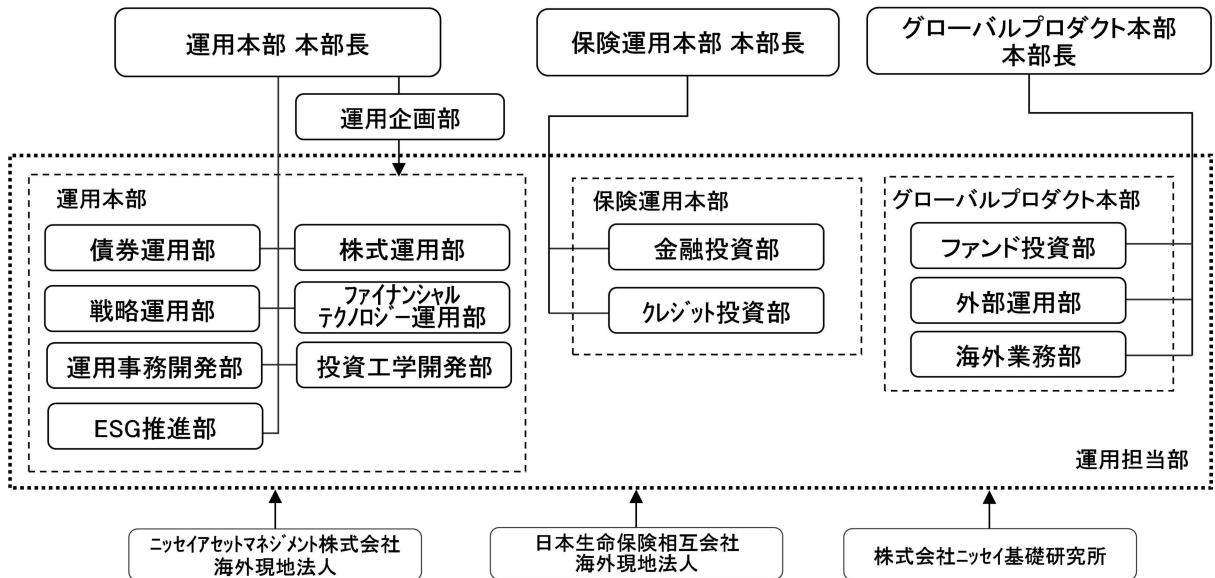 運用本部 本部長
保険運用本部 本部長
グローバルプロダクト本部
本部長
運用企画部
運用本部
債券運用部
株式運用部
戦略運用部
ファイナンシャル
テクノロジー運用部
運用事務開発部
投資工学開発部
ESG推進部
保険運用本部
金融投資部
クレジット投資部
グローバルプロダクト本部
ファンド投資部
外部運用部
海外業務部
運用担当部
ニッセイアセットマネジメント株式会社
海外現地法人
日本生命保険相互会社
海外現地法人
株式会社ニッセイ基礎研究所